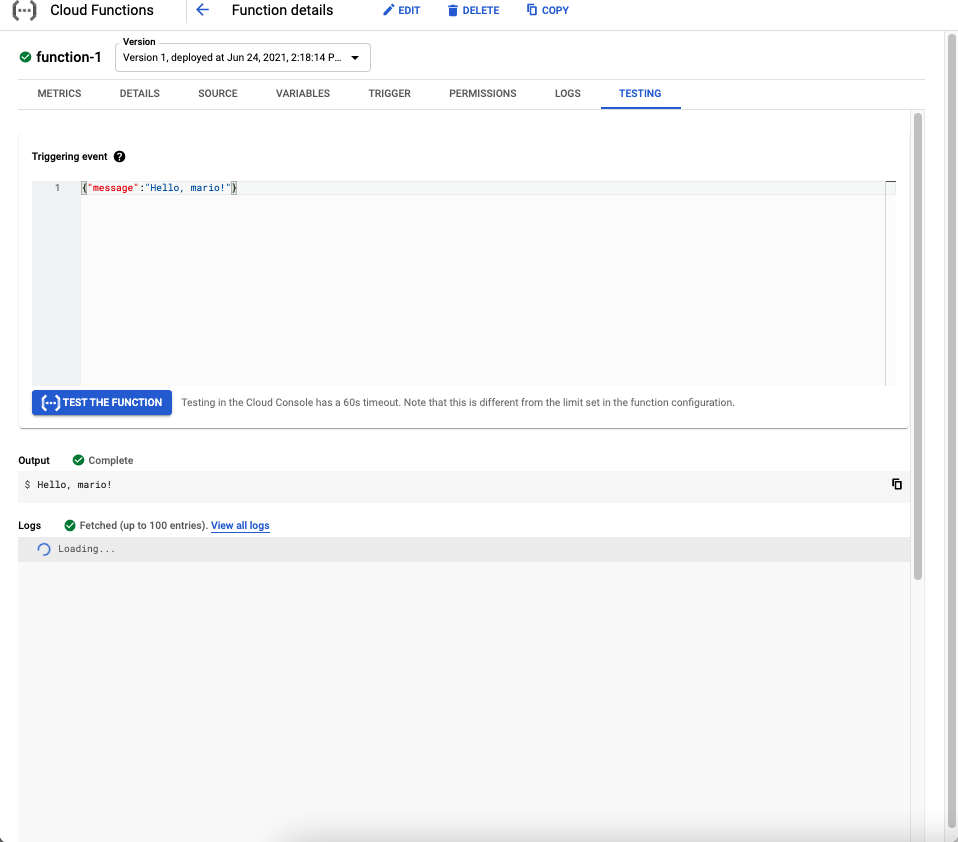 Cloud Functions
Function details
EDIT
DELETE
COPY
function-1
Version
Version 1, deployed at Jun 24, 2021, 2:18:14 P...
METRICS
DETAILS
SOURCE
VARIABLES
TRIGGER
PERMISSIONS
LOGS
TESTING
Triggering event
1
{"message":"Hello, mario!"}
TEST THE FUNCTION
Testing in the Cloud Console has a 60s timeout. Note that this is different from the limit set in the function configuration.
Output
Complete
$ Hello, mario!
Logs
Fetched (up to 100 entries). View all logs
Loading...